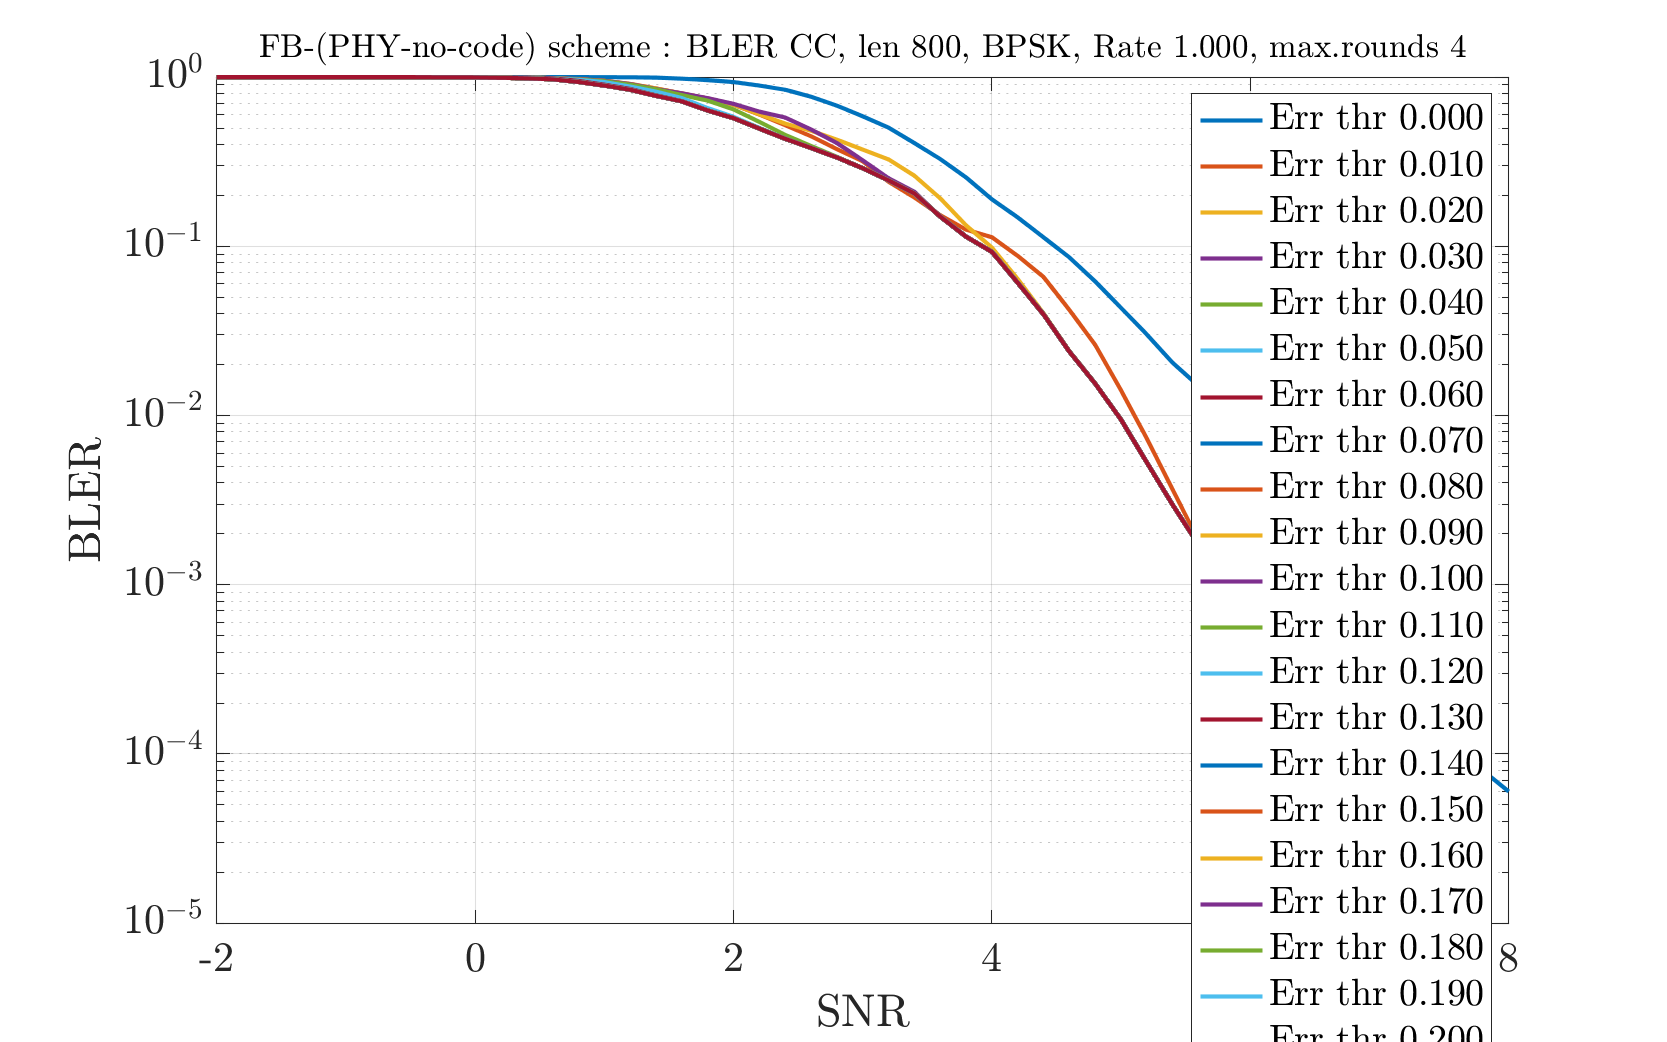 FB-(PHY-no-code) scheme : BLER CC, len 800, BPSK, Rate 1.000, max.rounds 4
10^0
10^-1
10^-2
10^-3
10^-4
10^-5
BLER
-2 0 2 4 8
SNR
Err thr 0.000
Err thr 0.010
Err thr 0.020
Err thr 0.030
Err thr 0.040
Err thr 0.050
Err thr 0.060
Err thr 0.070
Err thr 0.080
Err thr 0.090
Err thr 0.100
Err thr 0.110
Err thr 0.120
Err thr 0.130
Err thr 0.140
Err thr 0.150
Err thr 0.160
Err thr 0.170
Err thr 0.180
Err thr 0.190
Err thr 0.200